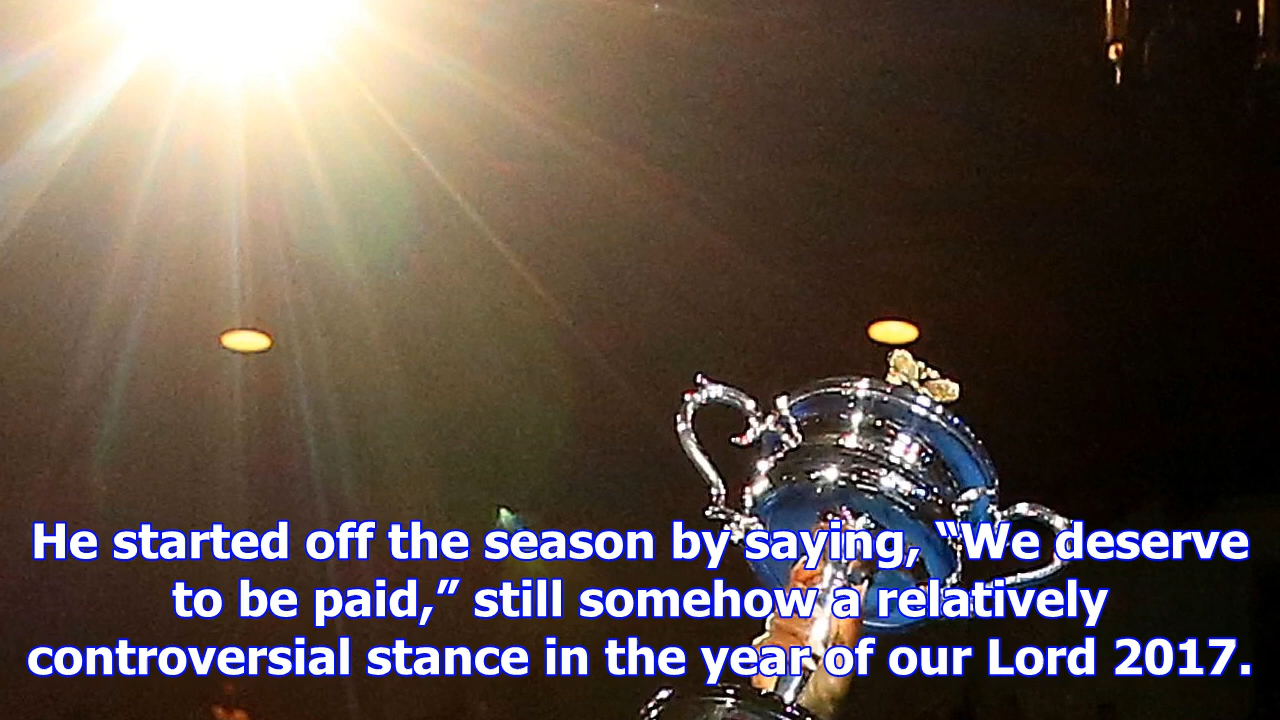 He started off the season by saying, “We deserve
to be paid,” still somehow a relatively
controversial stance in the year of our Lord 2017.